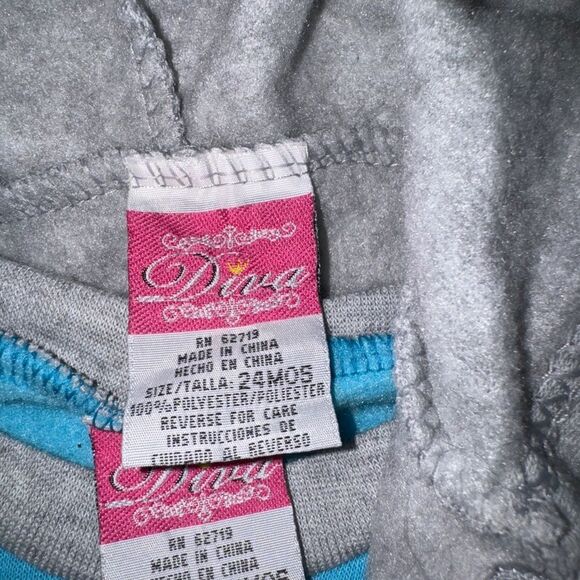 Diva
RN 62719
MADE IN CHINA
HECHO EN CHINA
SIZE/TALLA: 24MOS
100% POLYESTER/POLIESTER
REVERSE FOR CARE
INSTRUCCIONES DE
CUIDADO AL REVERSO
Diva
RN 62719
MADE IN CHINA
HECHO EN CHINA
24MOS